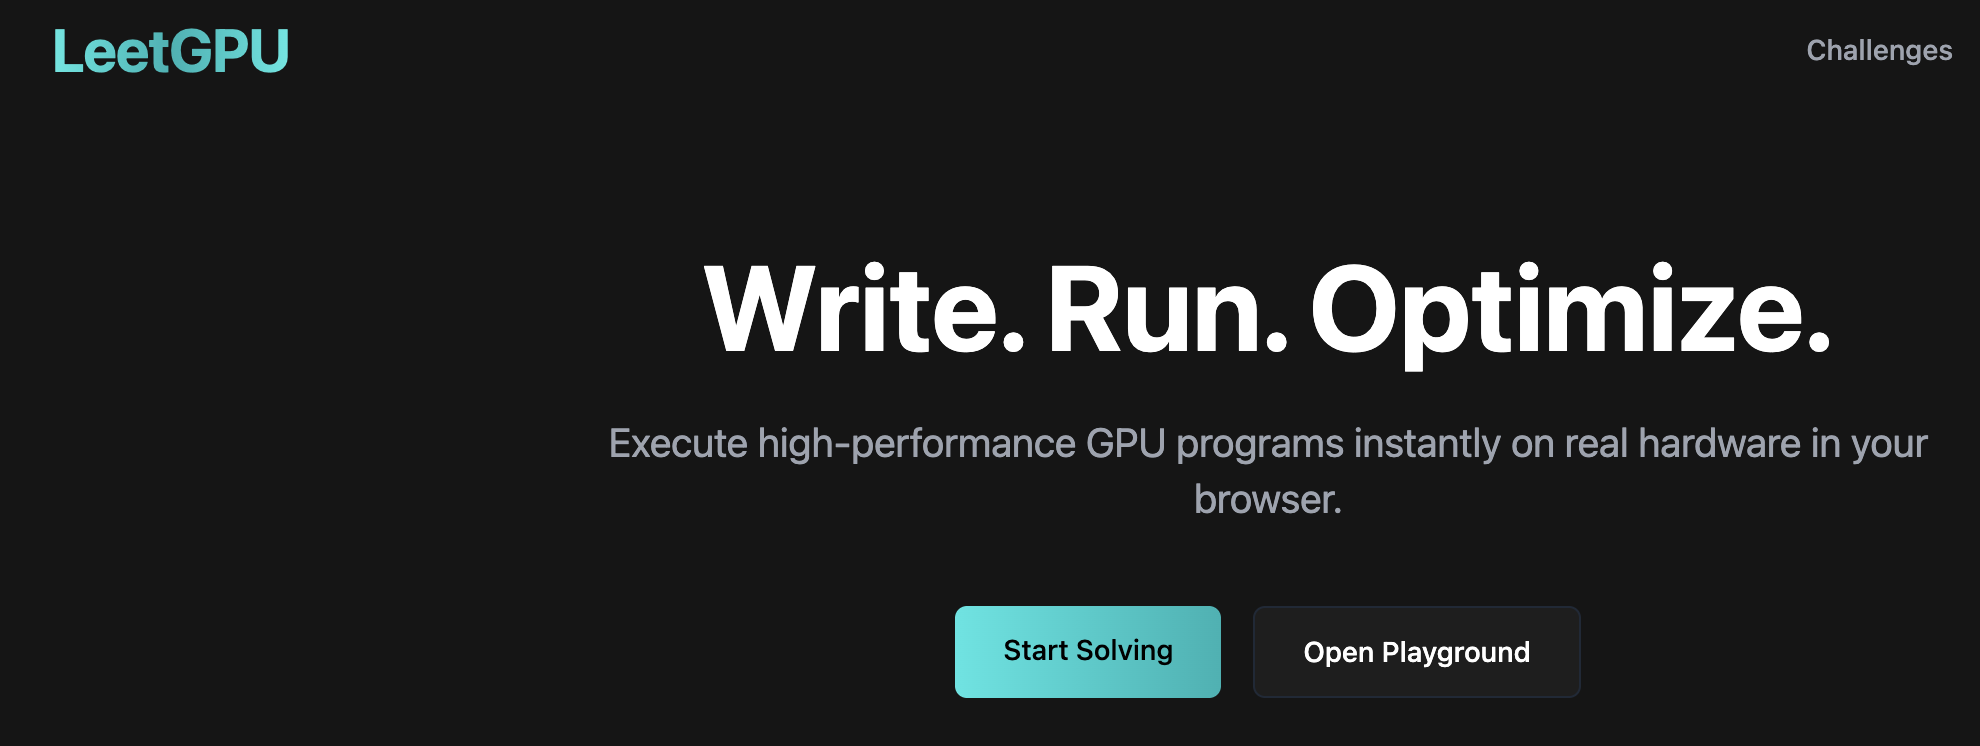 LeetGPU
Challenges
Write. Run. Optimize.
Execute high-performance GPU programs instantly on real hardware in your
browser.
Start Solving
Open Playground